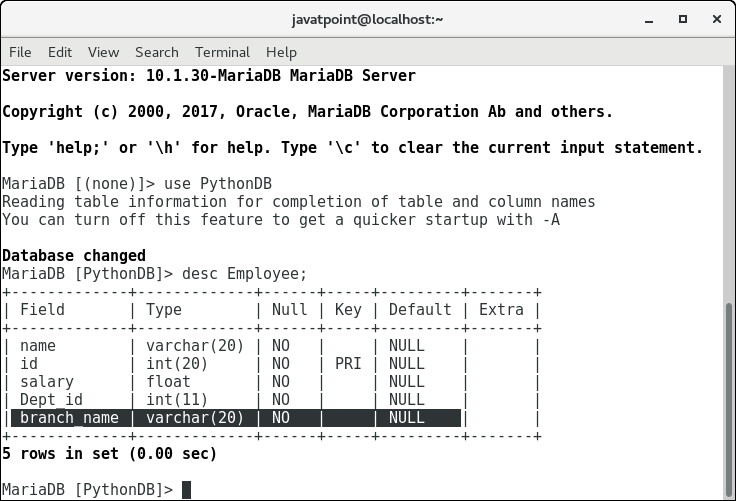 javatpoint@localhost:~
File Edit View Search Terminal Help
Server version: 10.1.30-MariaDB MariaDB Server
Copyright (c) 2000, 2017, Oracle, MariaDB Corporation Ab and others.
Type 'help;' or '\h' for help. Type '\c' to clear the current input statement.
MariaDB [(none)]> use PythonDB
Reading table information for completion of table and column names
You can turn off this feature to get a quicker startup with -A
Database changed
MariaDB [PythonDB]> desc Employee;
+-------------+-------------+------+-----+---------+-------+
| Field       | Type        | Null | Key | Default | Extra |
+-------------+-------------+------+-----+---------+-------+
| name        | varchar(20) | NO   |     | NULL    |       |
| id          | int(20)     | NO   | PRI | NULL    |       |
| salary      | float       | NO   |     | NULL    |       |
| Dept_id     | int(11)     | NO   |     | NULL    |       |
| branch_name | varchar(20) | NO   |     | NULL    |       |
+-------------+-------------+------+-----+---------+-------+
5 rows in set (0.00 sec)
MariaDB [PythonDB]>